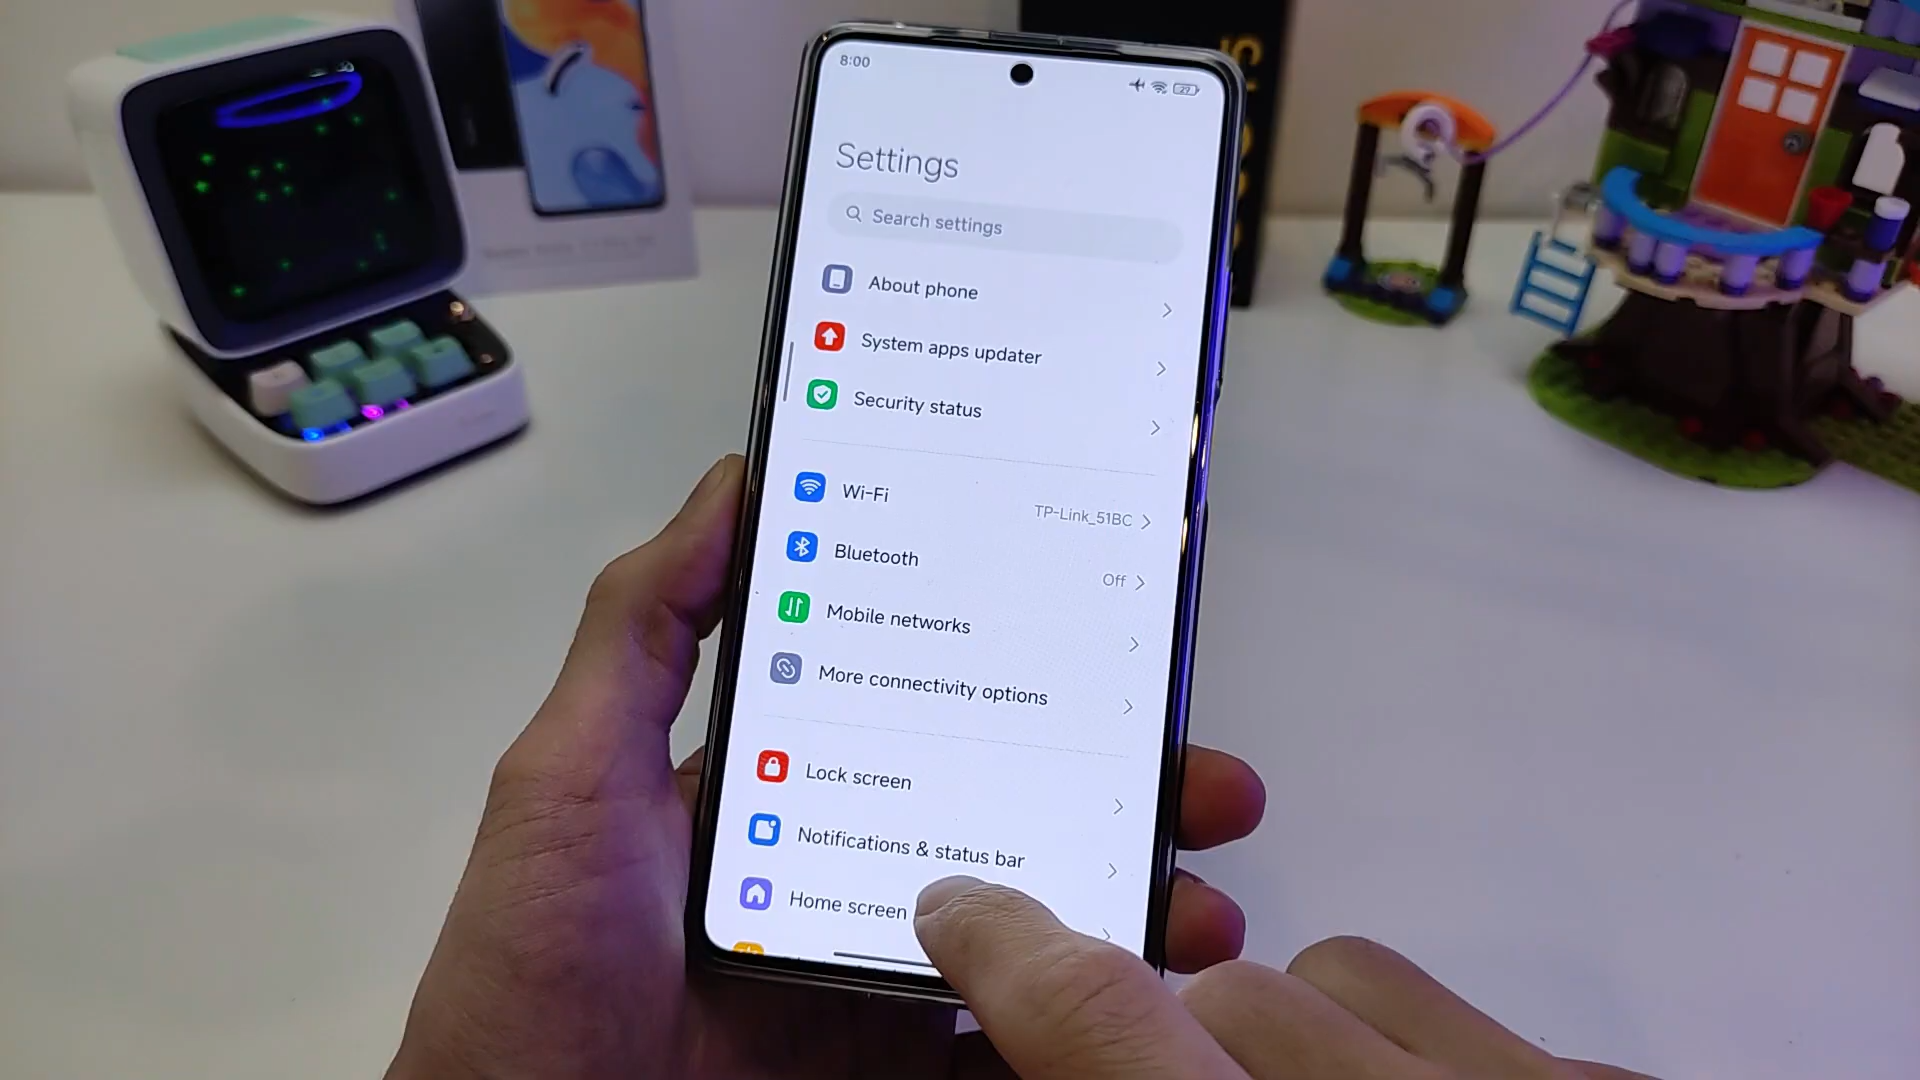 8:00
27
Settings
Search settings
About phone
System apps updater
Security status
Wi-Fi
TP-Link_51BC
Bluetooth
Off
Mobile networks
More connectivity options
Lock screen
Notifications & status bar
Home screen